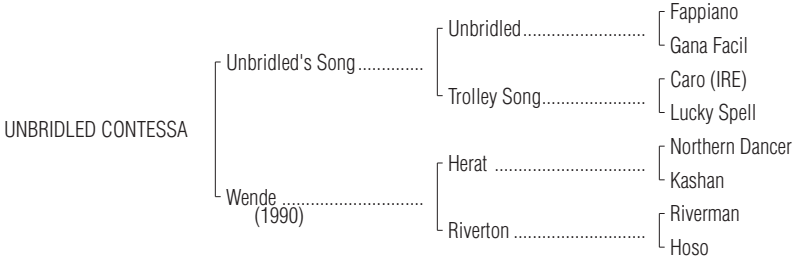 Fappiano
Unbridled..........................
Gana Facil
Unbridled's Song..............
Caro (IRE)
Trolley Song......................
Lucky Spell
UNBRIDLED CONTESSA
Northern Dancer
Herat ................................
Kashan
Wende ..............................
(1990)
Riverman
Riverton ............................
Hoso